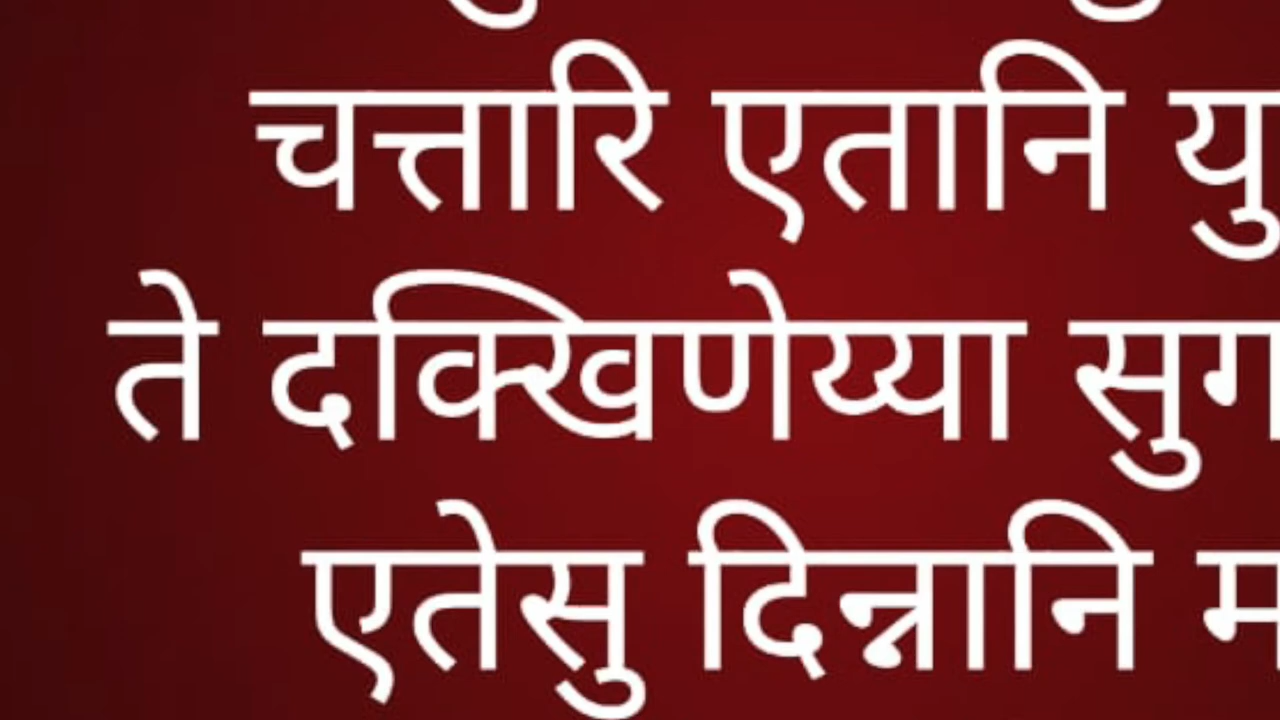 चत्तारि एतानि यु
ते दक्खिणेय्या सुग
एतेसु दिन्नानि म